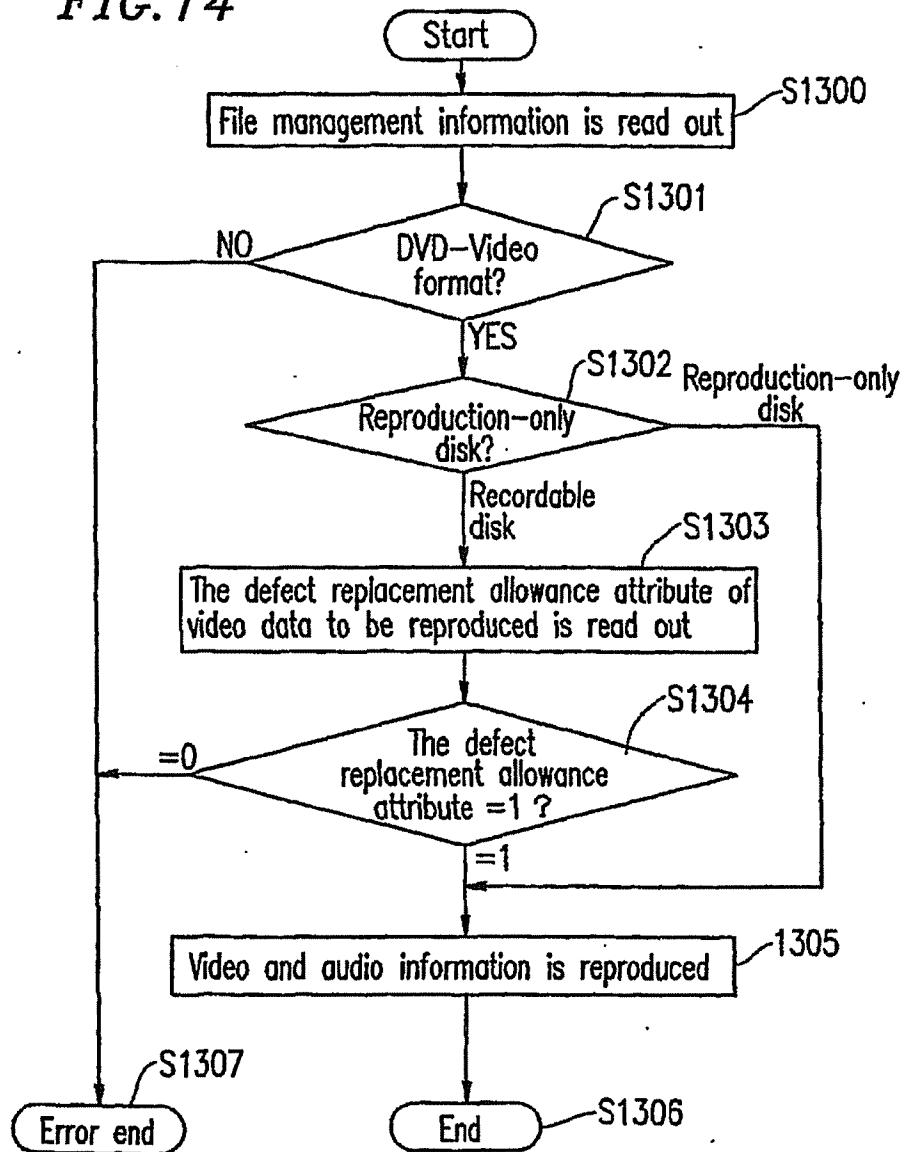 FIG. 14
Start
S1300
File management information is read out
S1301
NO
DVD-Video
format?
YES
S1302
Reproduction-only
disk
Reproduction-only
disk?
Recordable
disk
S1303
The defect replacement allowance attribute of
video data to be reproduced is read out
S1304
=0
The defect
replacement allowance
attribute =1 ?
=1
1305
Video and audio information is reproduced
S1307
Error end
S1306
End